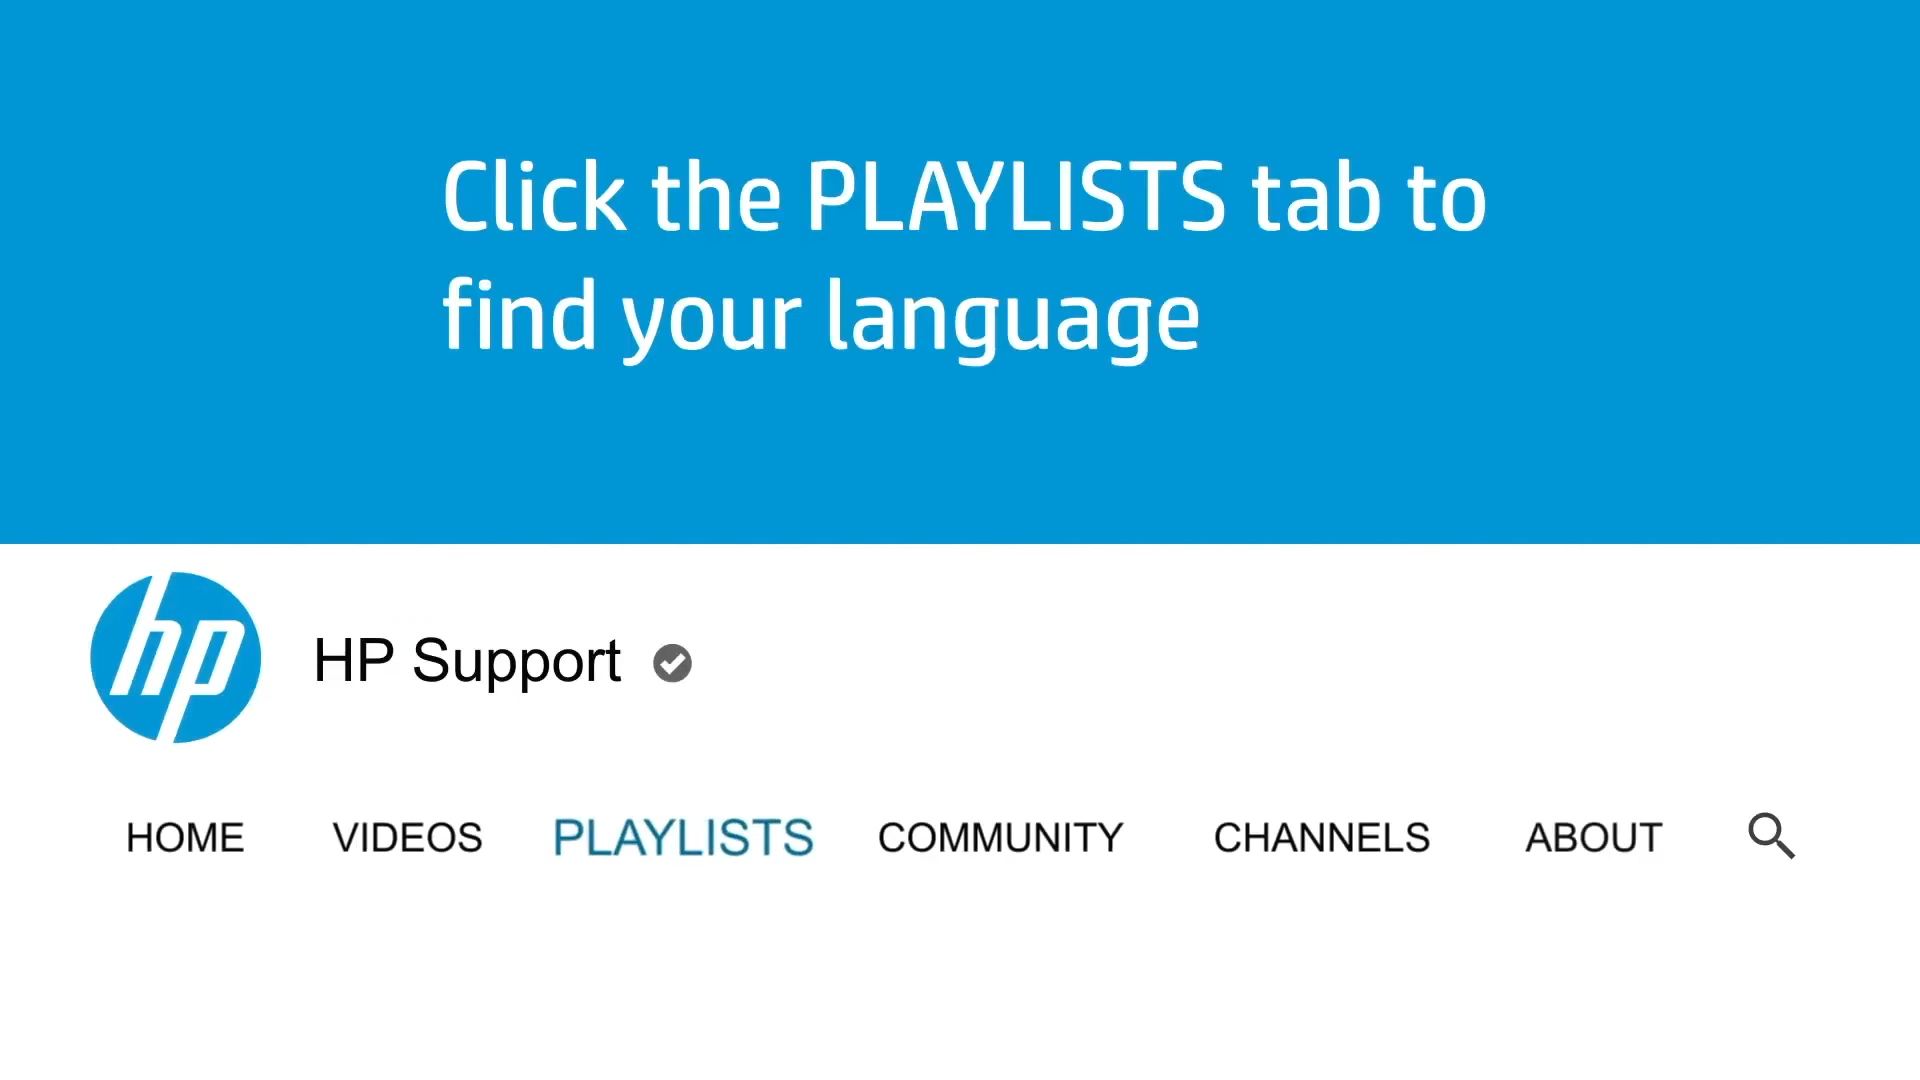 Click the PLAYLISTS tab to
find your language
hp
HP Support
HOME VIDEOS PLAYLISTS COMMUNITY CHANNELS ABOUT